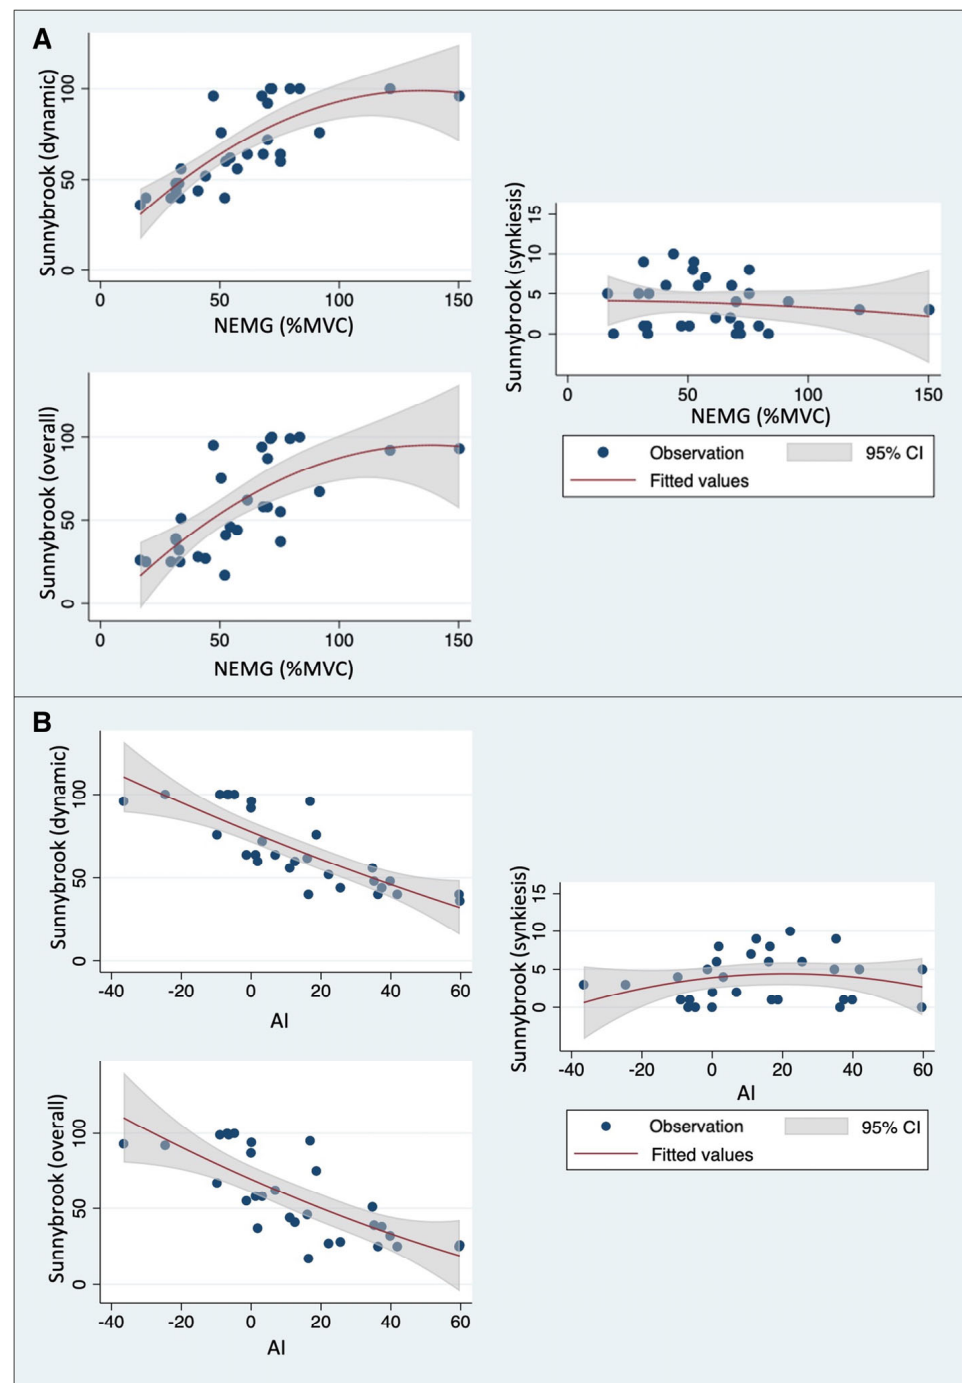 A
Sunnybrook (dynamic)
0 50 100
0 50 100 150
NEMG (%MVC)
Sunnybrook (synkiesis)
0 5 10 15
0 50 100 150
NEMG (%MVC)
Observation 95% CI
Fitted values
Sunnybrook (overall)
0 50 100
0 50 100 150
NEMG (%MVC)
B
Sunnybrook (dynamic)
0 50 100
-40 -20 0 20 40 60
AI
Sunnybrook (synkiesis)
0 5 10 15
-40 -20 0 20 40 60
AI
Observation 95% CI
Fitted values
Sunnybrook (overall)
0 50 100
-40 -20 0 20 40 60
AI